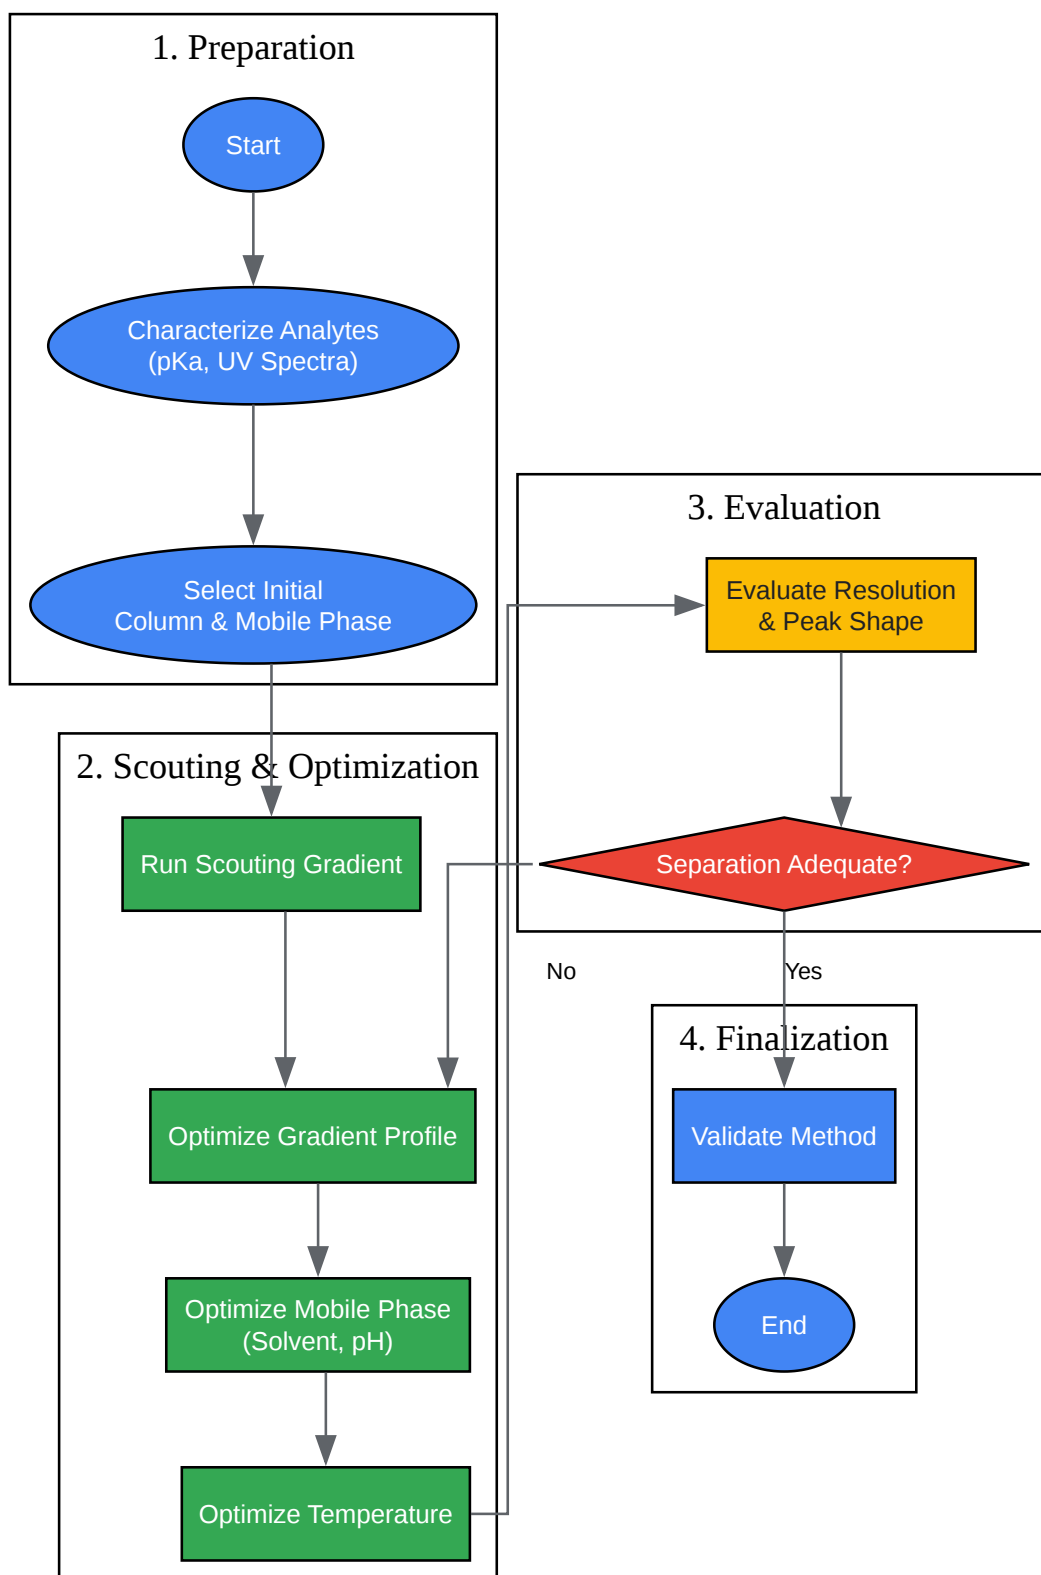 1. Preparation
Start
Characterize Analytes
(pKa, UV Spectra)
Select Initial
Column & Mobile Phase
2. Scouting & Optimization
Run Scouting Gradient
Optimize Gradient Profile
Optimize Mobile Phase
(Solvent, pH)
Optimize Temperature
3. Evaluation
Evaluate Resolution
& Peak Shape
Separation Adequate?
No
Yes
4. Finalization
Validate Method
End